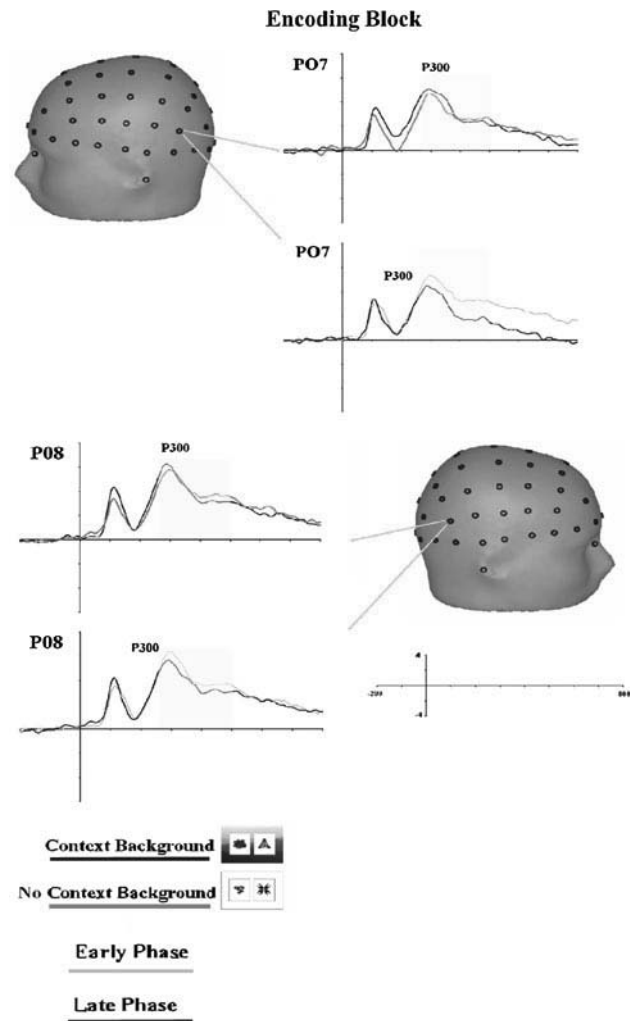 Encoding Block
PO7
P300
PO7
P300
P08
P300
P08
P300
4
-200
800
-4
Context Background
No Context Background
Early Phase
Late Phase